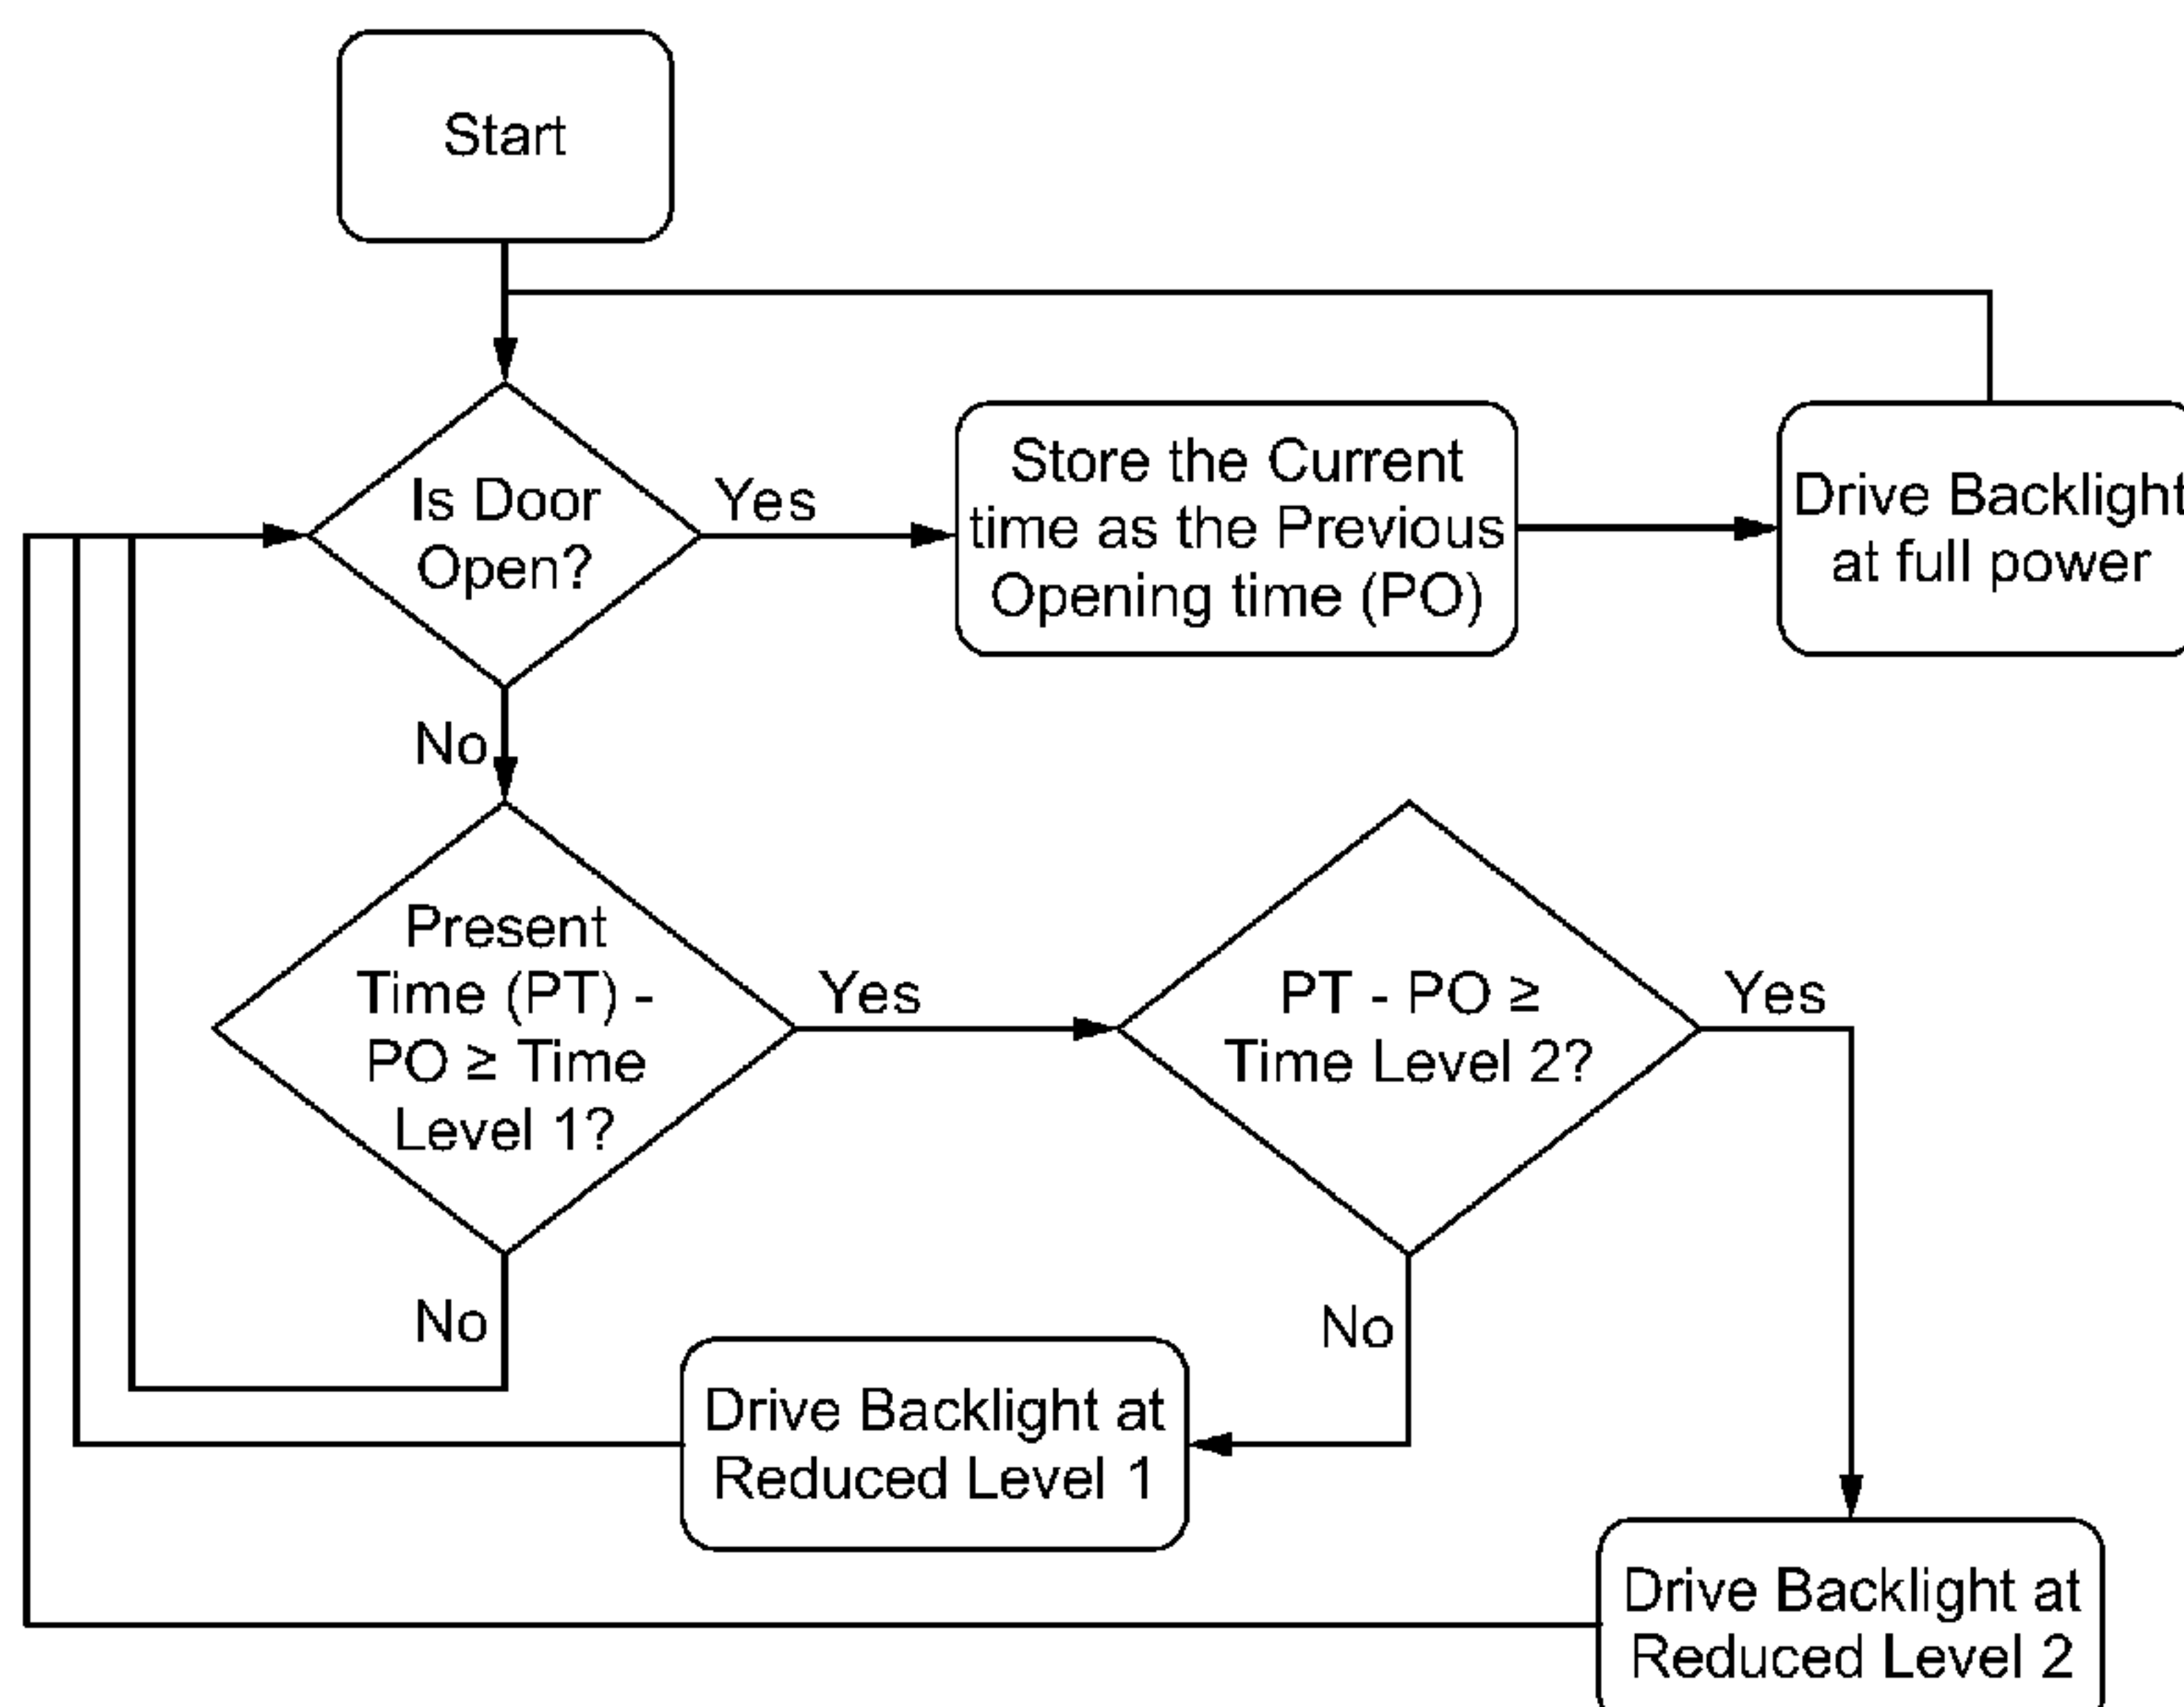 Start
Is Door
Open?
Yes
Store the Current
time as the Previous
Opening time (PO)
Drive Backlight
at full power
No
Present
Time (PT) -
PO ≥ Time
Level 1?
Yes
PT - PO ≥
Time Level 2?
Yes
No
No
Drive Backlight at
Reduced Level 1
Drive Backlight at
Reduced Level 2